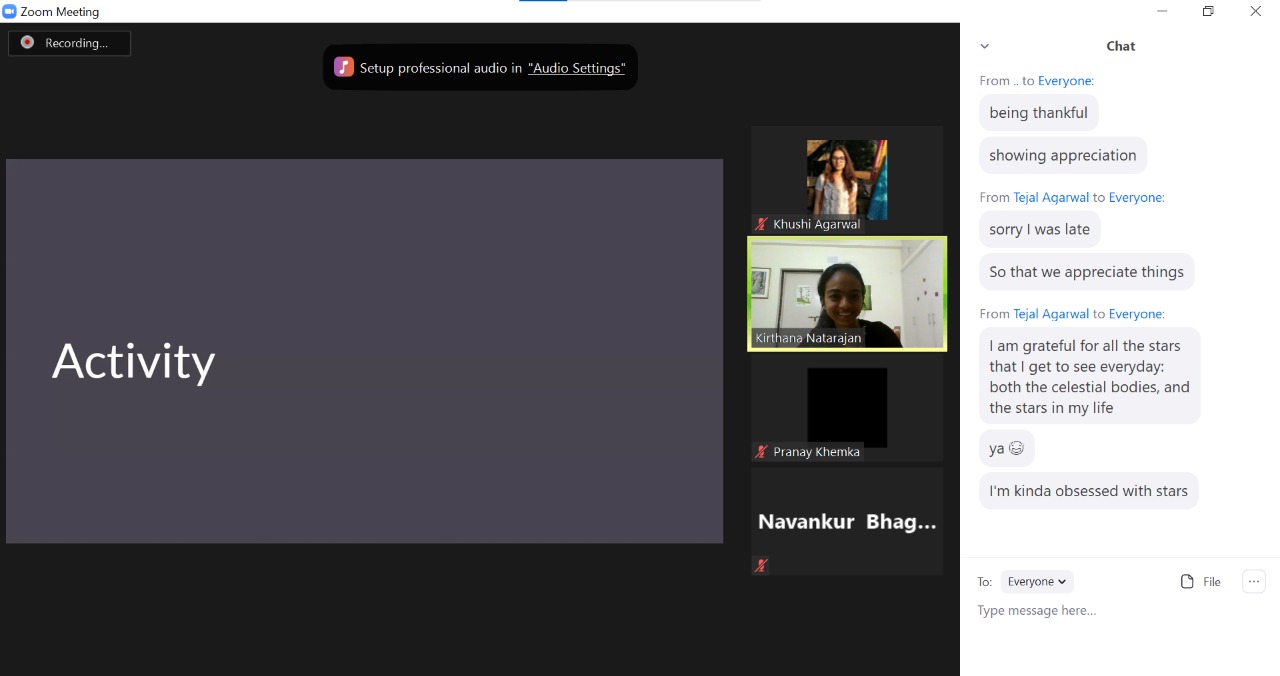 Zoom Meeting
Recording...
Setup professional audio in "Audio Settings"
Activity
Khushi Agarwal
Kirthana Natarajan
Pranay Khemka
Navankur Bhag...
Chat
From .. to Everyone:
being thankful
showing appreciation
From Tejal Agarwal to Everyone:
sorry I was late
So that we appreciate things
From Tejal Agarwal to Everyone:
I am grateful for all the stars
that I get to see everyday:
both the celestial bodies, and
the stars in my life
ya 😂
I'm kinda obsessed with stars
To: Everyone File ...
Type message here...